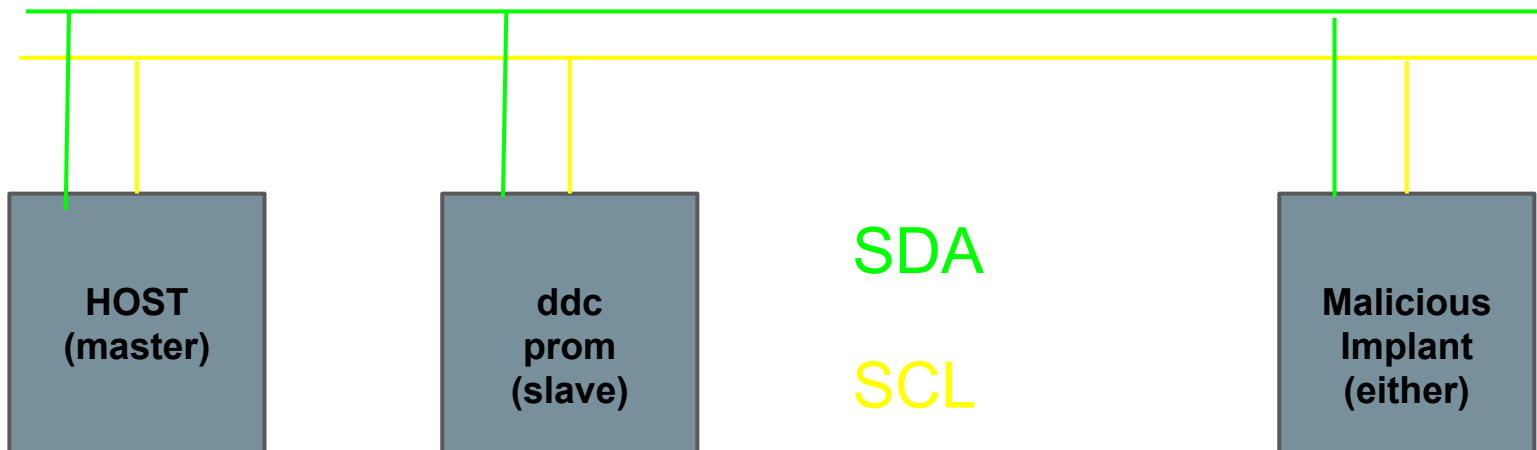 HOST
(master)
ddc
prom
(slave)
SDA
SCL
Malicious
Implant
(either)